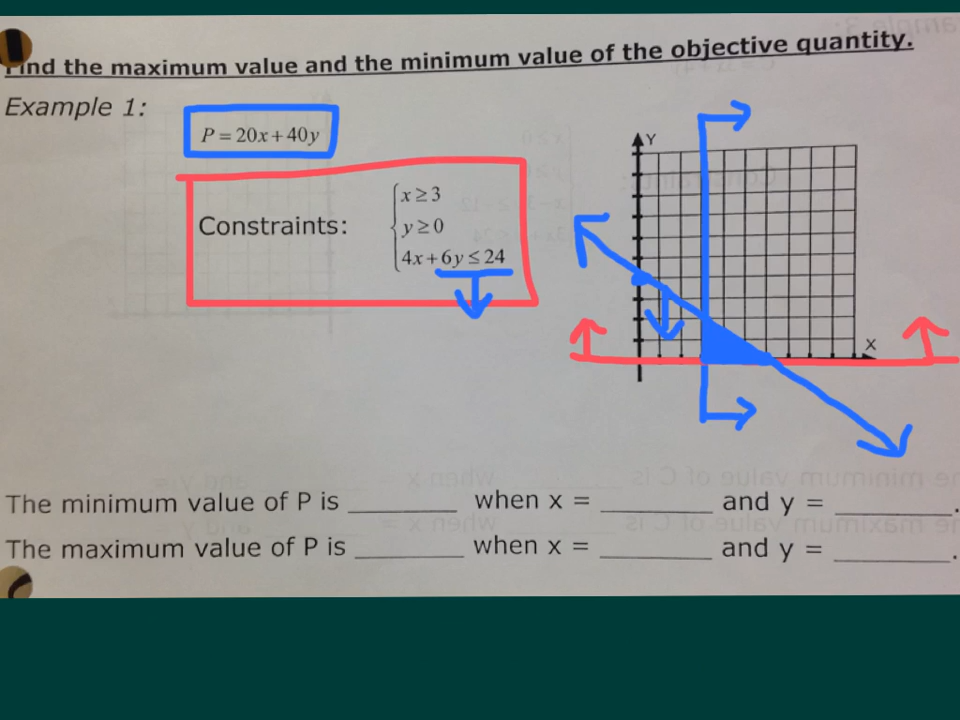 Find the maximum value and the minimum value of the objective quantity.
Example 1:
P = 20x + 40y
Constraints:
x ≥ 3
y ≥ 0
4x + 6y ≤ 24
Y
X
The minimum value of P is ________ when x = ________ and y = ________.
The maximum value of P is ________ when x = ________ and y = ________.